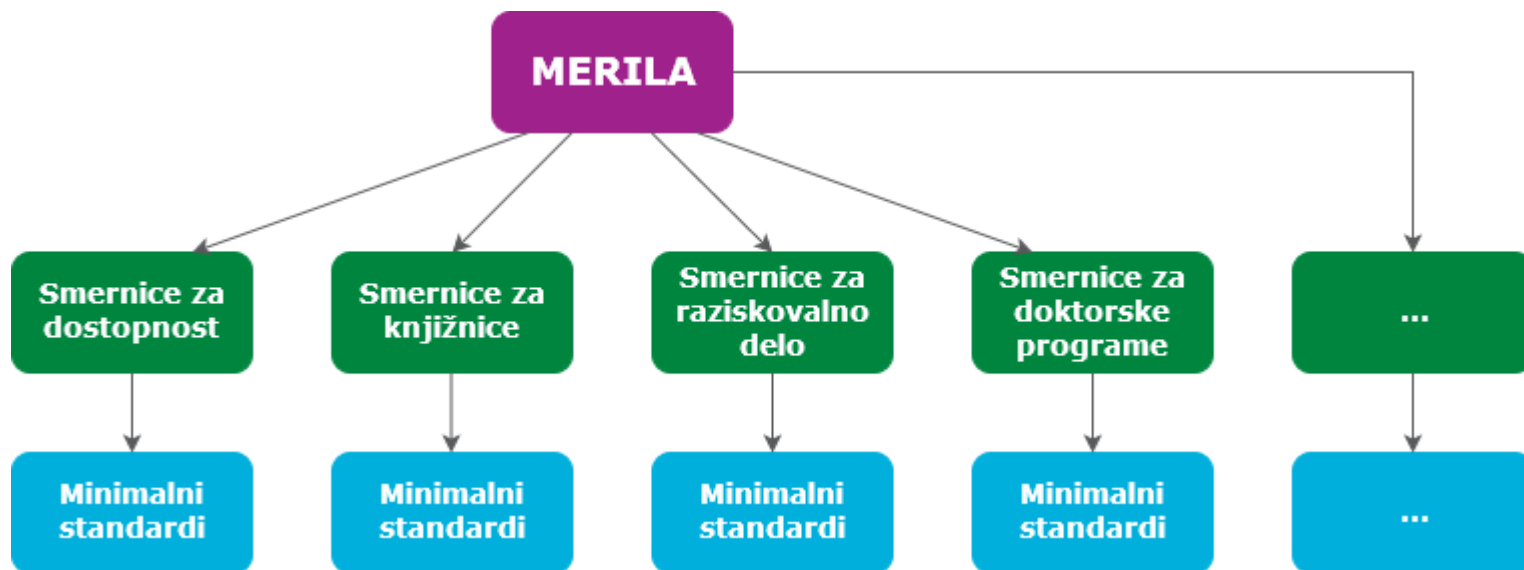 MERILA
Smernice za
dostopnost
Smernice za
knjižnice
Smernice za
raziskovalno
delo
Smernice za
doktorske
programe
...
Minimalni
standardi
Minimalni
standardi
Minimalni
standardi
Minimalni
standardi
...